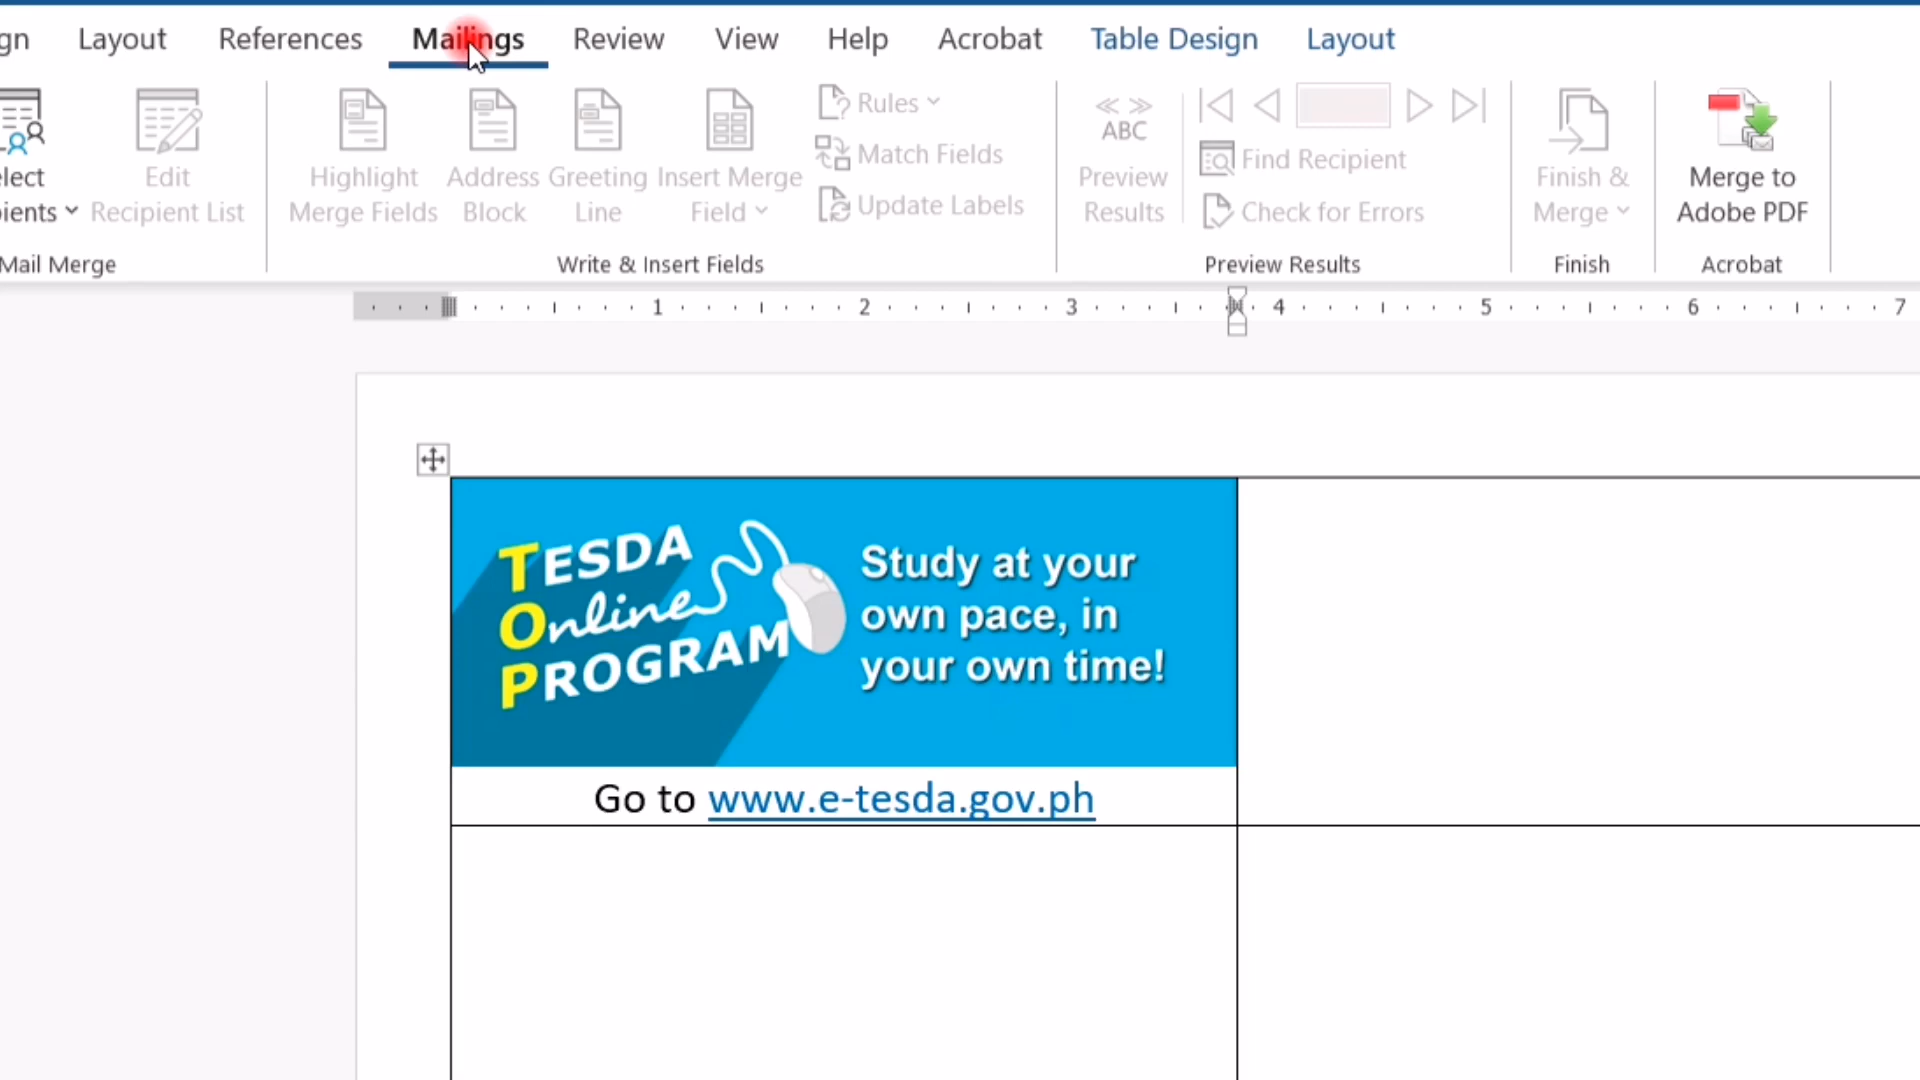 gn Layout References Mailings Review View Help Acrobat Table Design Layout
elect
ipients
Edit
Recipient List
Mail Merge
Highlight
Merge Fields
Address
Block
Greeting
Line
Insert Merge
Field
Rules
Match Fields
Update Labels
Write & Insert Fields
ABC
Preview
Results
Find Recipient
Check for Errors
Preview Results
Finish &
Merge
Finish
Merge to
Adobe PDF
Acrobat
1 2 3 4 5 6 7
TESDA
Online
PROGRAM
Study at your
own pace, in
your own time!
Go to www.e-tesda.gov.ph